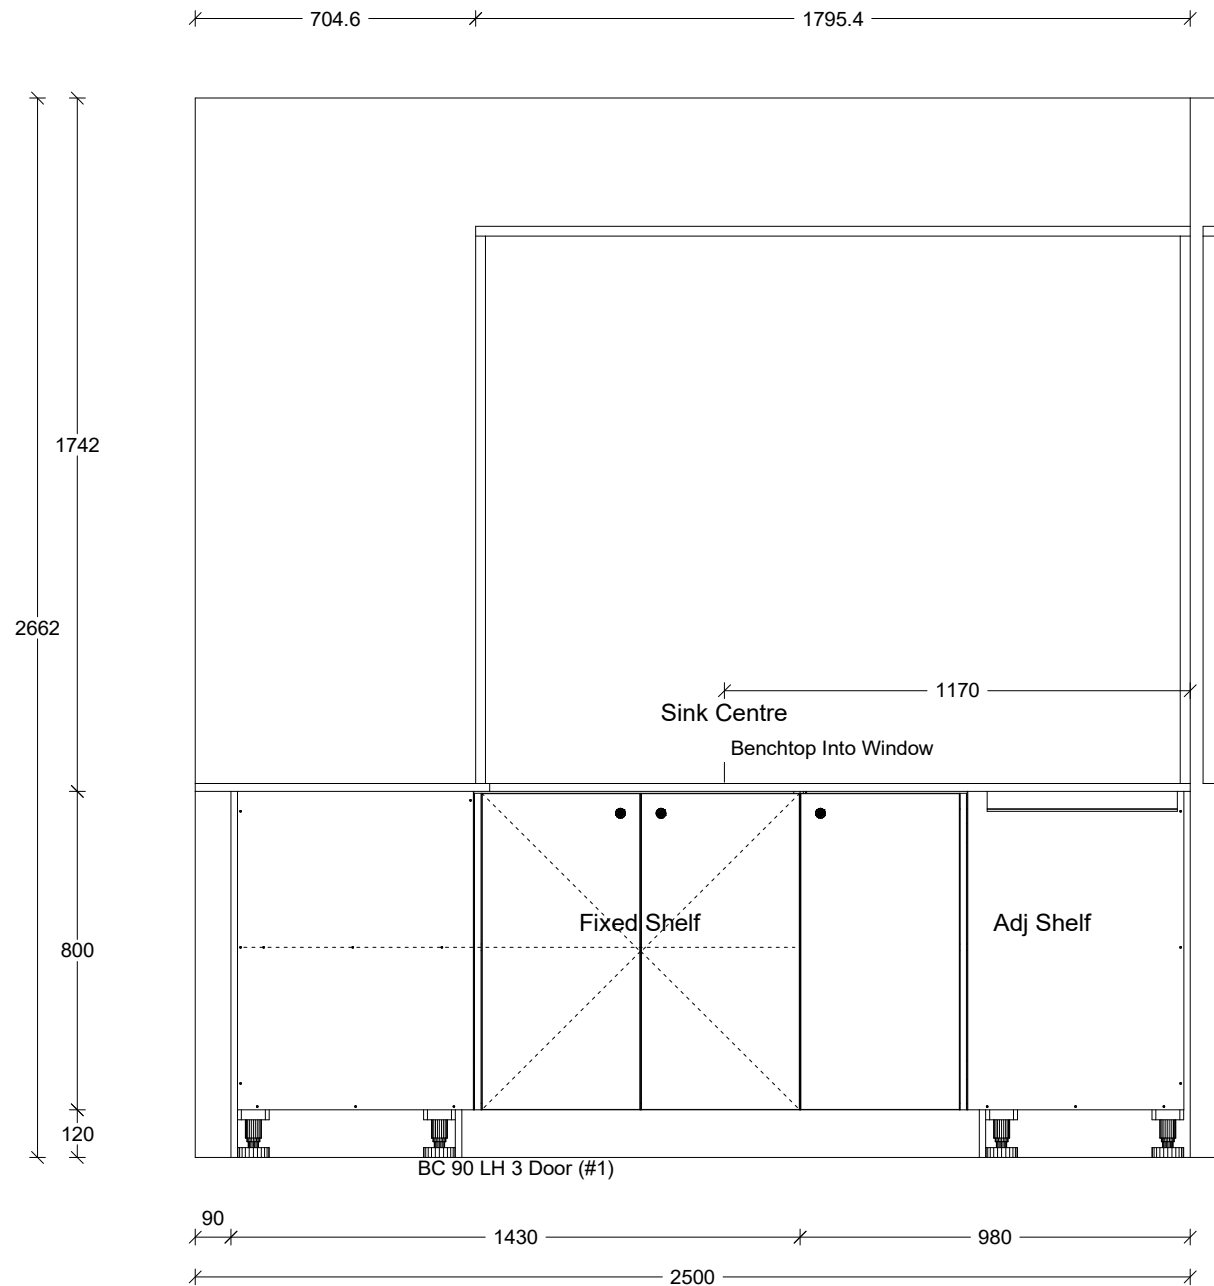 704.6
1795.4
1742
2662
1170
Sink Centre
Benchtop Into Window
Fixed Shelf
Adj Shelf
800
120
BC 90 LH 3 Door (#1)
90
1430
980
2500